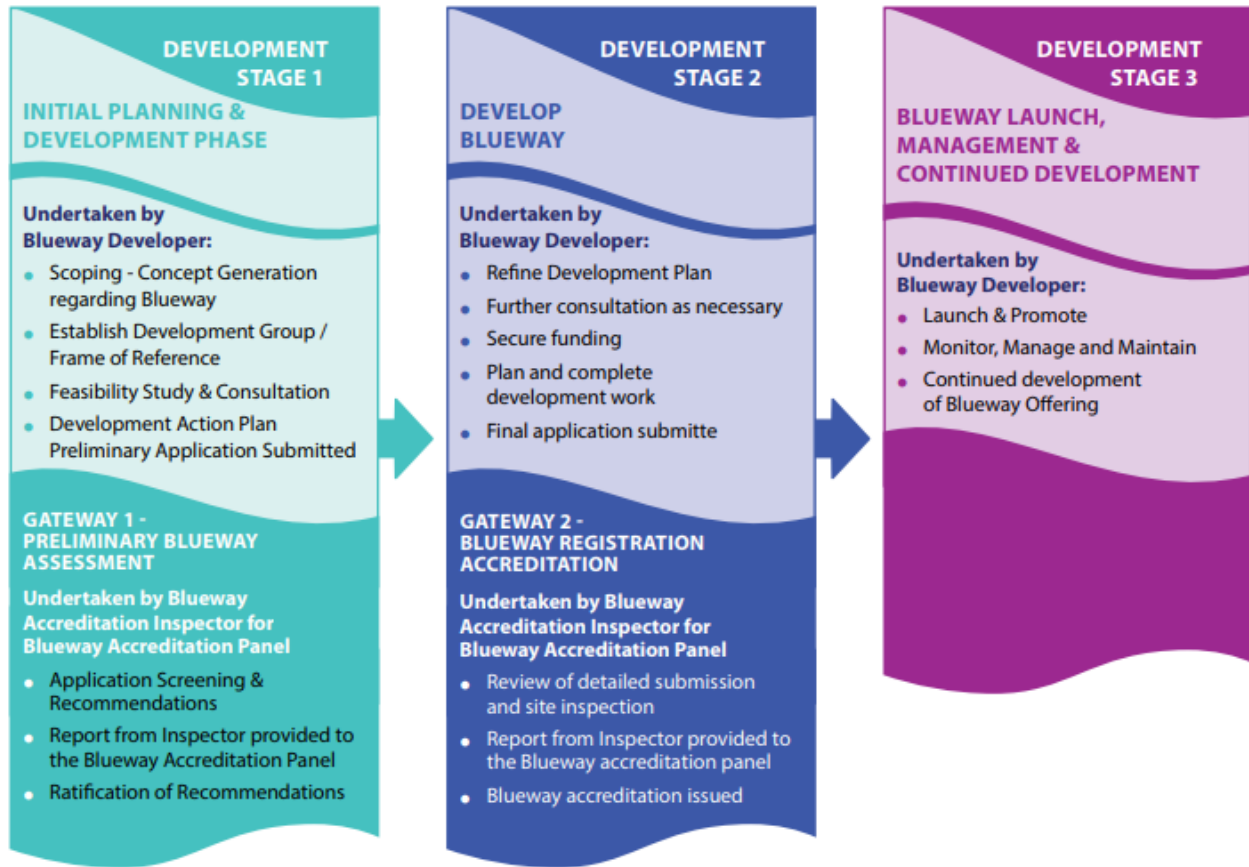 DEVELOPMENT
STAGE 1
INITIAL PLANNING &
DEVELOPMENT PHASE
Undertaken by
Blueway Developer:
• Scoping - Concept Generation
regarding Blueway
• Establish Development Group /
Frame of Reference
• Feasibility Study & Consultation
• Development Action Plan
Preliminary Application Submitted
GATEWAY 1 -
PRELIMINARY BLUEWAY
ASSESSMENT
Undertaken by Blueway
Accreditation Inspector for
Blueway Accreditation Panel
• Application Screening &
Recommendations
• Report from Inspector provided to
the Blueway Accreditation Panel
• Ratification of Recommendations
DEVELOPMENT
STAGE 2
DEVELOP
BLUEWAY
Undertaken by
Blueway Developer:
• Refine Development Plan
• Further consultation as necessary
• Secure funding
• Plan and complete
development work
• Final application submitte
GATEWAY 2 -
BLUEWAY REGISTRATION
ACCREDITATION
Undertaken by Blueway
Accreditation Inspector for
Blueway Accreditation Panel
• Review of detailed submission
and site inspection
• Report from Inspector provided to
the Blueway accreditation panel
• Blueway accreditation issued
DEVELOPMENT
STAGE 3
BLUEWAY LAUNCH,
MANAGEMENT &
CONTINUED DEVELOPMENT
Undertaken by
Blueway Developer:
• Launch & Promote
• Monitor, Manage and Maintain
• Continued development
of Blueway Offering